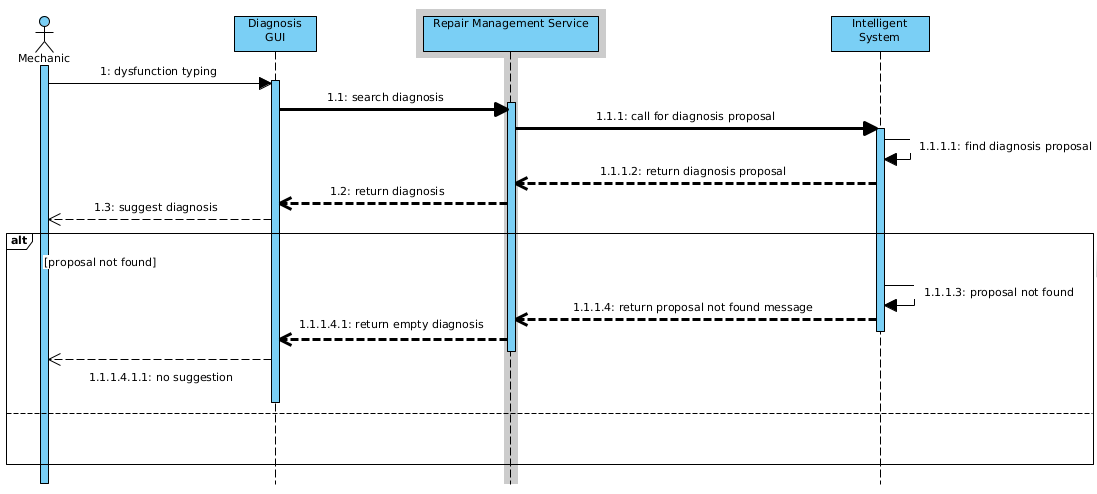 Diagnosis
GUI
Repair Management Service
Intelligent
System
Mechanic
1: dysfunction typing
1.1: search diagnosis
1.1.1: call for diagnosis proposal
1.1.1.1: find diagnosis proposal
1.1.1.2: return diagnosis proposal
1.2: return diagnosis
1.3: suggest diagnosis
alt
[proposal not found]
1.1.1.3: proposal not found
1.1.1.4: return proposal not found message
1.1.1.4.1: return empty diagnosis
1.1.1.4.1.1: no suggestion